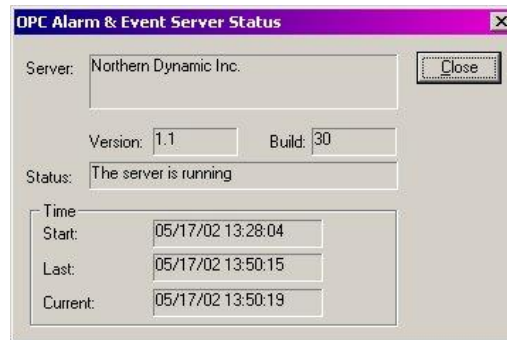 OPC Alarm & Event Server Status
Server: Northern Dynamic Inc. Close
Version: 1.1 Build: 30
Status: The server is running
Time
Start: 05/17/02 13:28:04
Last: 05/17/02 13:50:15
Current: 05/17/02 13:50:19